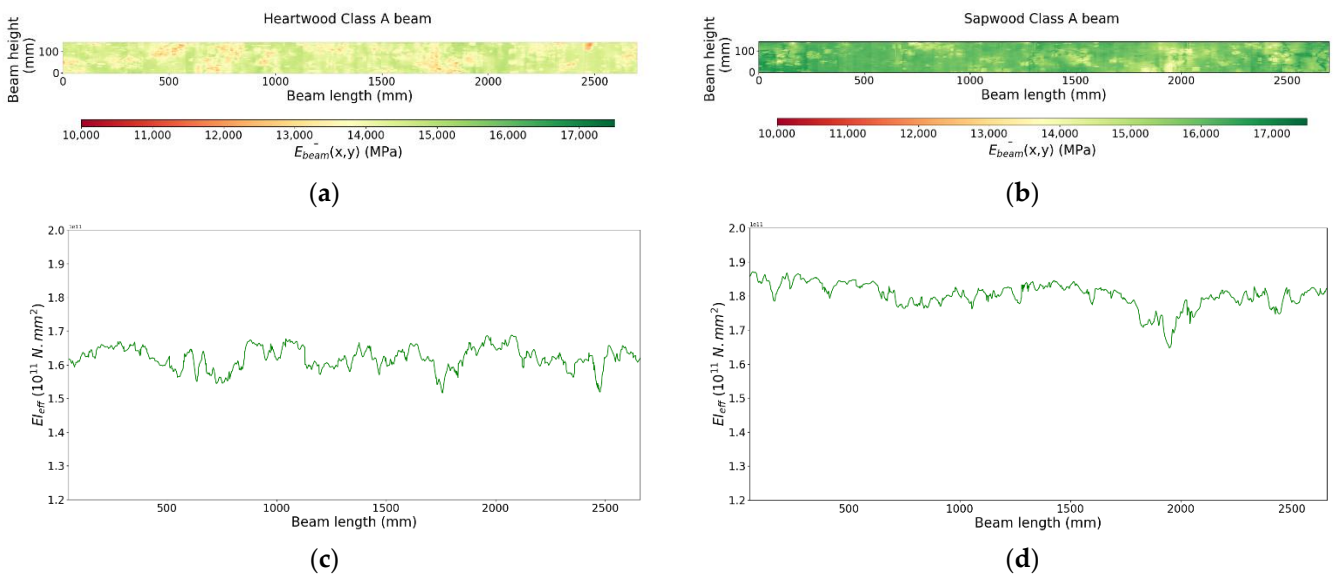 Heartwood Class A beam
Beam height
(mm)
100
0
0 500 1000 1500 2000 2500
Beam length (mm)
10,000 11,000 12,000 13,000 14,000 15,000 16,000 17,000
E_beam(x,y) (MPa)
(a)
Sapwood Class A beam
Beam height
(mm)
100
0
0 500 1000 1500 2000 2500
Beam length (mm)
10,000 11,000 12,000 13,000 14,000 15,000 16,000 17,000
E_beam(x,y) (MPa)
(b)
1e11
2.0
1.9
1.8
1.7
1.6
1.5
1.4
1.3
1.2
EI_eff (10¹¹ N.mm²)
500 1000 1500 2000 2500
Beam length (mm)
(c)
1e11
2.0
1.9
1.8
1.7
1.6
1.5
1.4
1.3
1.2
EI_eff (10¹¹ N.mm²)
500 1000 1500 2000 2500
Beam length (mm)
(d)